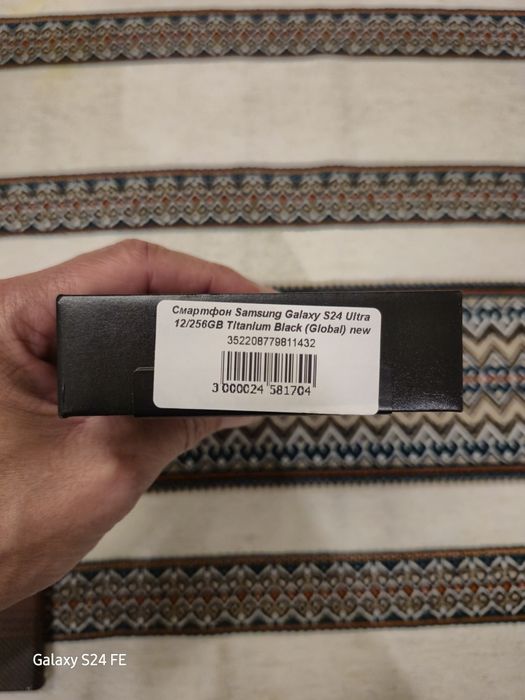 Смартфон Samsung Galaxy S24 Ultra
12/256GB Titanium Black (Global) new
352208779811432
3 000024 581704
Galaxy S24 FE